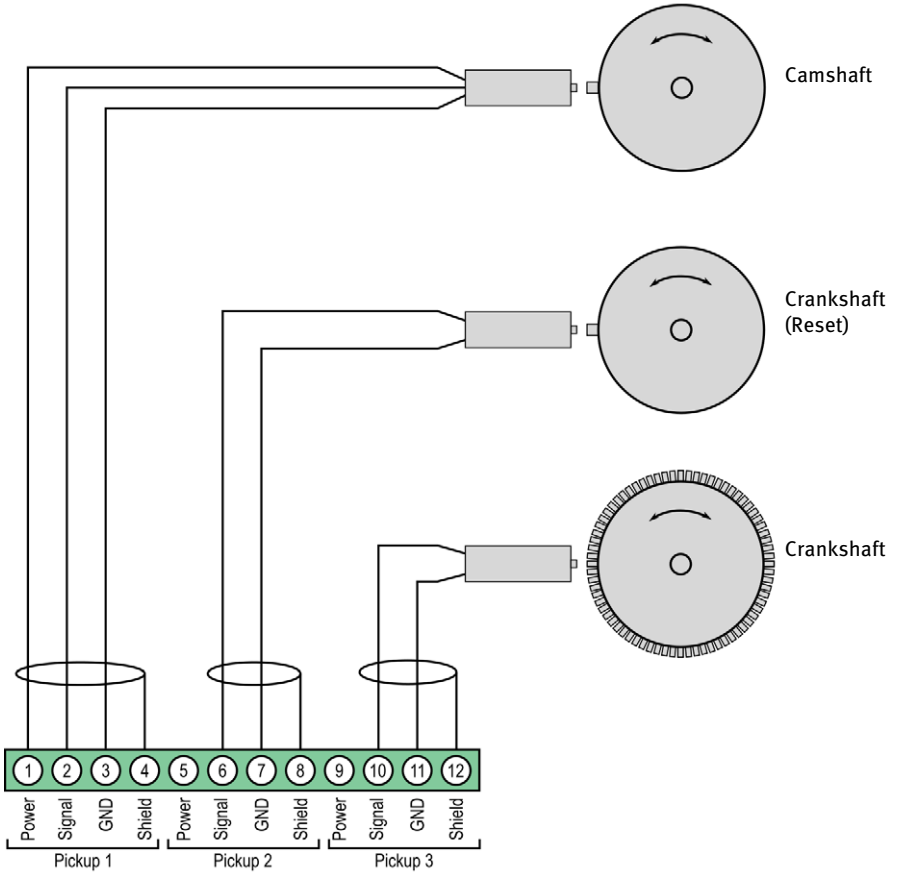 Camshaft
Crankshaft
(Reset)
Crankshaft
1 2 3 4 5 6 7 8 9 10 11 12
Power Signal GND Shield Power Signal GND Shield Power Signal GND Shield
Pickup 1 Pickup 2 Pickup 3